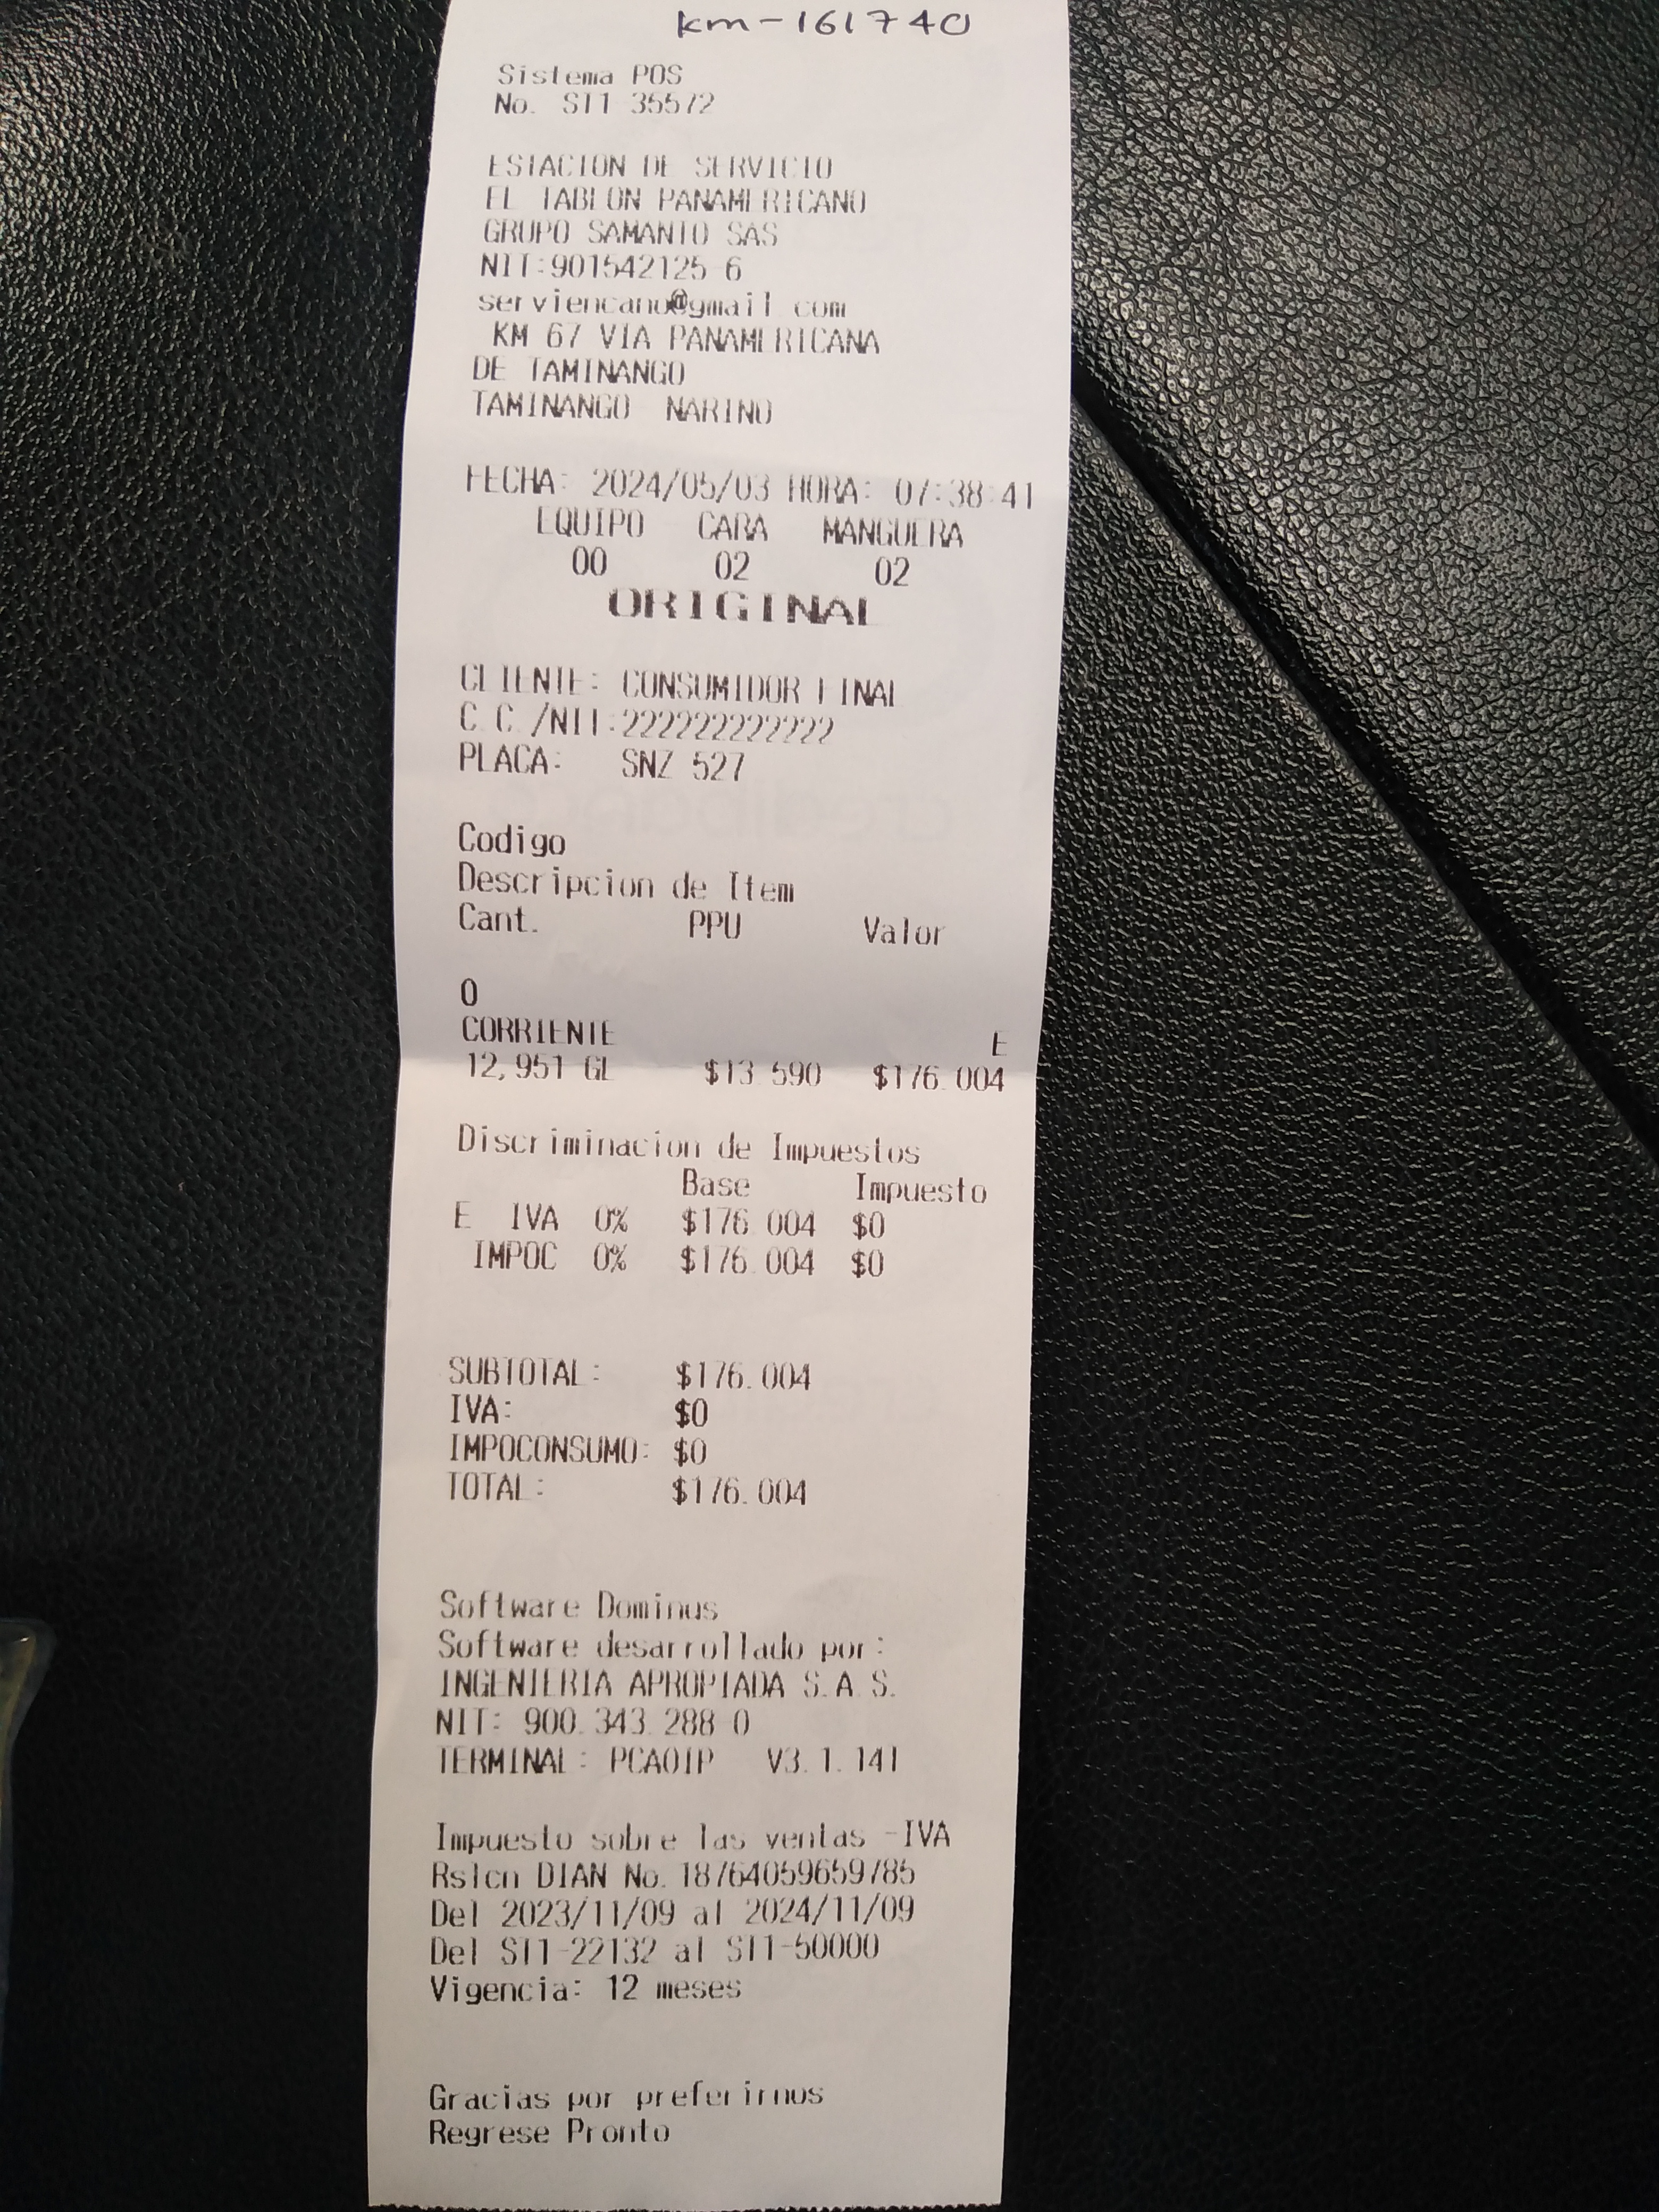 km-161740
Sistema POS
No. ST1 35572
ESTACION DE SERVICIO
EL TABLON PANAMERICANO
GRUPO SAMANIO SAS
NIT:901542125 6
serviencano@gmail.com
KM 67 VIA PANAMERICANA
DE TAMINANGO
TAMINANGO NARINO
FECHA: 2024/05/03 HORA: 07:38:41
EQUIPO CARA MANGUERA
00 02 02
ORIGINAL
CLIENTE: CONSUMIDOR FINAL
C.C./NIT:222222222222
PLACA: SNZ 527
Codigo
Descripcion de Item
Cant. PPU Valor
0
CORRIENTE E
12,951 GL $13.590 $176.004
Discriminacion de Impuestos
Base Impuesto
E IVA 0% $176.004 $0
IMPOC 0% $176.004 $0
SUBTOTAL: $176.004
IVA: $0
IMPOCONSUMO: $0
TOTAL: $176.004
Software Dominus
Software desarrollado por:
INGENIERIA APROPIADA S.A.S.
NIT: 900.343.288 0
TERMINAL: PCAOIP V3.1.141
Impuesto sobre las ventas -IVA
Rslcn DIAN No.18764059659785
Del 2023/11/09 al 2024/11/09
Del ST1-22132 al ST1-50000
Vigencia: 12 meses
Gracias por preferirnos
Regrese Pronto